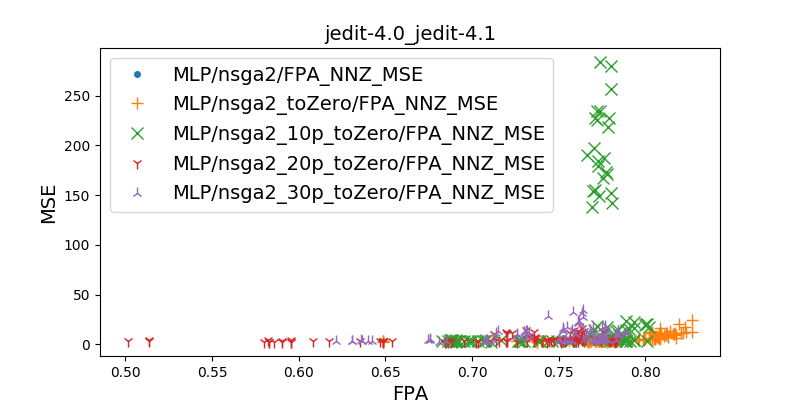 jedit-4.0_jedit-4.1
MLP/nsga2/FPA_NNZ_MSE
MLP/nsga2_toZero/FPA_NNZ_MSE
MLP/nsga2_10p_toZero/FPA_NNZ_MSE
MLP/nsga2_20p_toZero/FPA_NNZ_MSE
MLP/nsga2_30p_toZero/FPA_NNZ_MSE
MSE
250
200
150
100
50
0
0.50 0.55 0.60 0.65 0.70 0.75 0.80
FPA